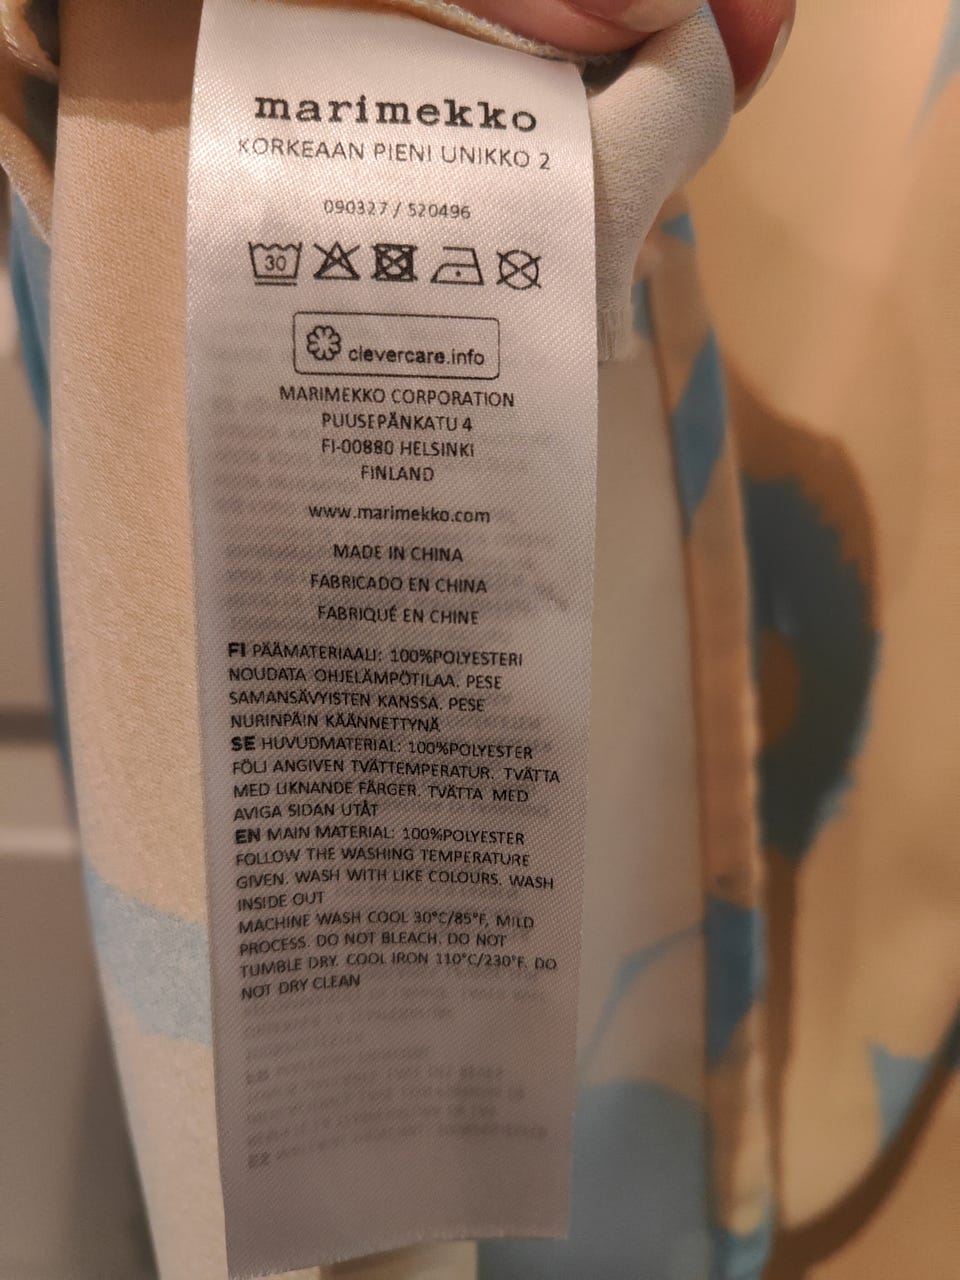 marimekko
KORKEAAN PIENI UNIKKO 2
090327 / 520496
30
clevercare.info
MARIMEKKO CORPORATION
PUUSEPÄNKATU 4
FI-00880 HELSINKI
FINLAND
www.marimekko.com
MADE IN CHINA
FABRICADO EN CHINA
FABRIQUÉ EN CHINE
FI PÄÄMATERIAALI: 100%POLYESTERI
NOUDATA OHJELÄMPÖTILAA. PESE
SAMANSÄVYISTEN KANSSA. PESE
NURINPÄIN KÄÄNNETTYNÄ
SE HUVUDMATERIAL: 100%POLYESTER
FÖLJ ANGIVEN TVÄTTEMPERATUR. TVÄTTA
MED LIKNANDE FÄRGER. TVÄTTA MED
AVIGA SIDAN UTÅT
EN MAIN MATERIAL: 100%POLYESTER
FOLLOW THE WASHING TEMPERATURE
GIVEN. WASH WITH LIKE COLOURS. WASH
INSIDE OUT
MACHINE WASH COOL 30°C/85°F, MILD
PROCESS. DO NOT BLEACH. DO NOT
TUMBLE DRY. COOL IRON 110°C/230°F. DO
NOT DRY CLEAN